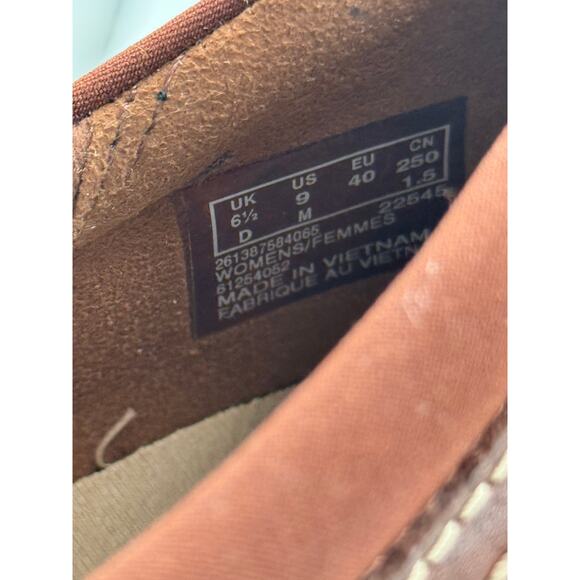 UK US EU CN
6½ 9 40 250
D M 1.5
261387584065 22545
WOMENS/FEMMES
61254052
MADE IN VIETNAM
FABRIQUE AU